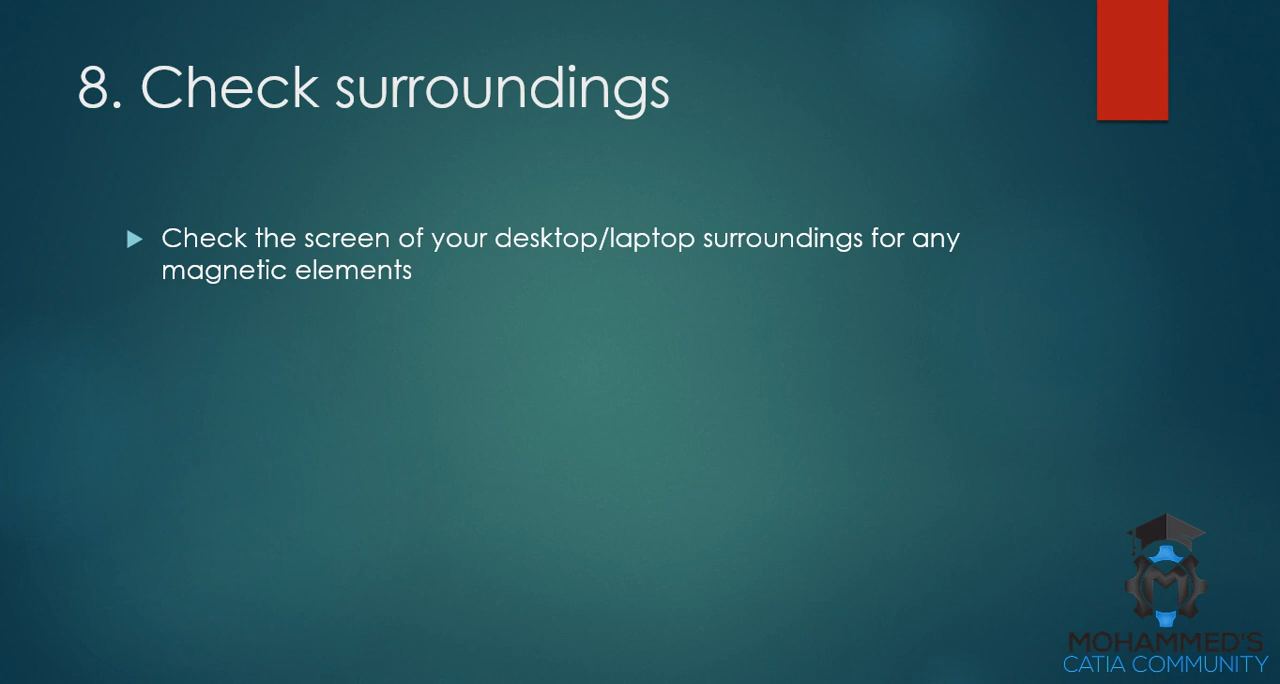 8. Check surroundings
Check the screen of your desktop/laptop surroundings for any
magnetic elements
MOHAMMED'S
CATIA COMMUNITY